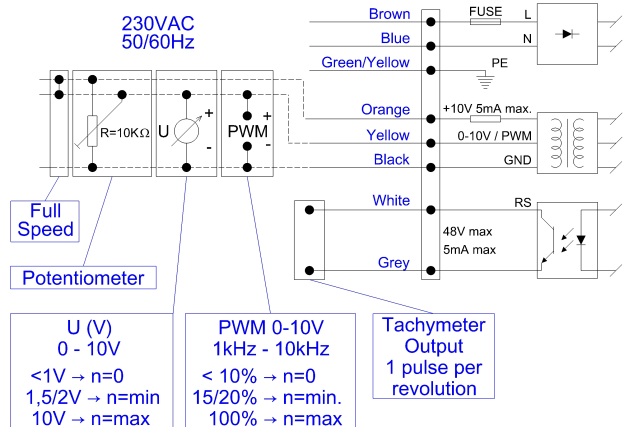 230VAC
50/60Hz
Brown
FUSE
L
Blue
N
Green/Yellow
PE
Orange
+10V 5mA max.
Yellow
0-10V / PWM
Black
GND
R=10KΩ
U
+
-
PWM
+
-
White
RS
48V max
5mA max
Grey
Full
Speed
Potentiometer
U (V)
0 - 10V
<1V → n=0
1,5/2V → n=min
10V → n=max
PWM 0-10V
1kHz - 10kHz
< 10% → n=0
15/20% → n=min.
100% → n=max
Tachymeter
Output
1 pulse per
revolution